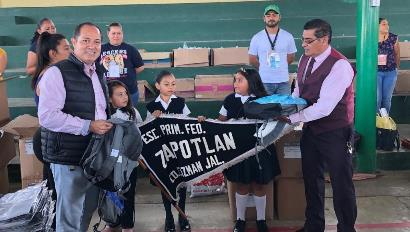 ESC. PRIM. FED.
ZAPOTLAN
CD. GUZMAN JAL.